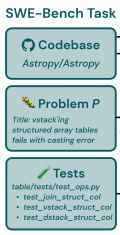 SWE-Bench Task
Codebase
Astropy/Astropy
Problem P
Title: vstack'ing
structured array tables
fails with casting error
Tests
table/tests/test_ops.py
• test_join_struct_col
• test_vstack_struct_col
• test_dstack_struct_col